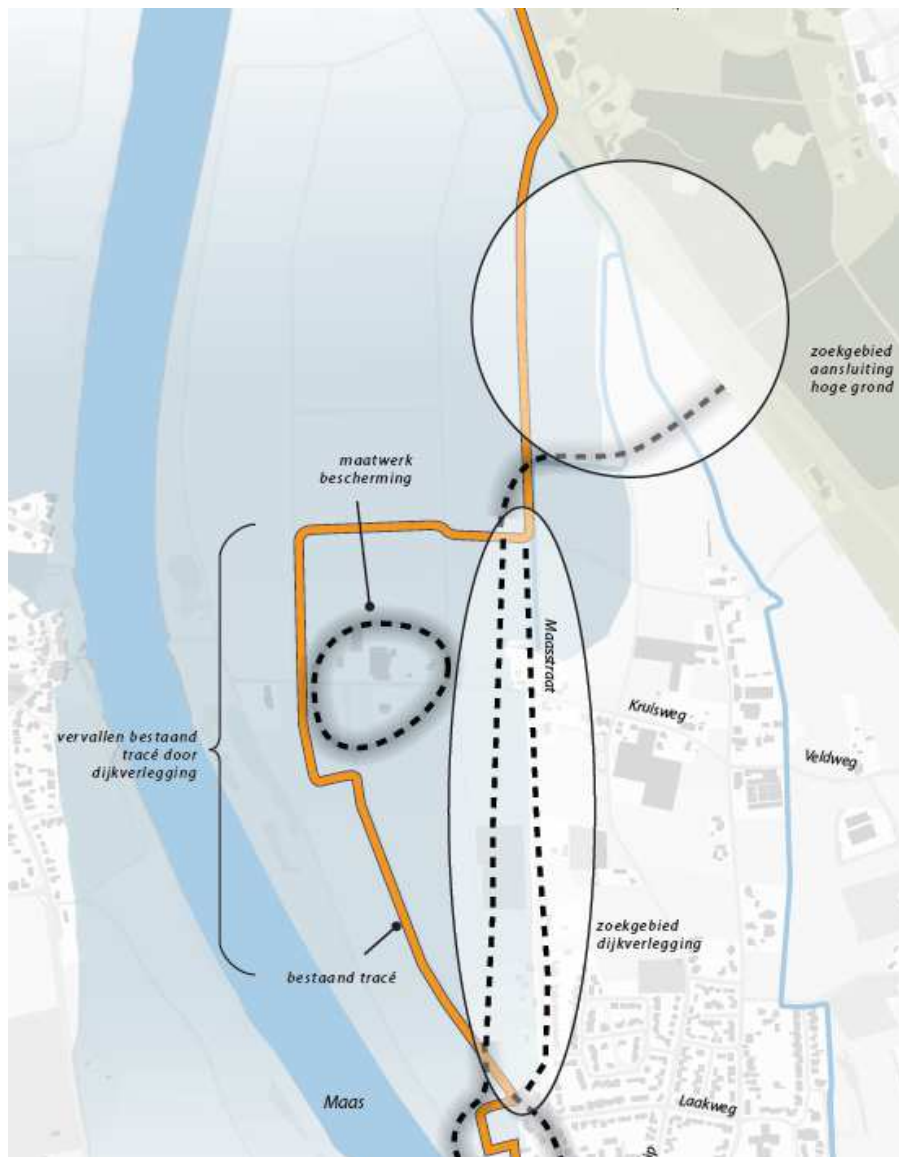 zoekgebied
aansluiting
hoge grond
maatwerk
bescherming
Maasstraat
Kruisweg
vervallen bestaand
tracé door
dijkverlegging
Veldweg
zoekgebied
dijkverlegging
bestaand tracé
Maas
Laakweg